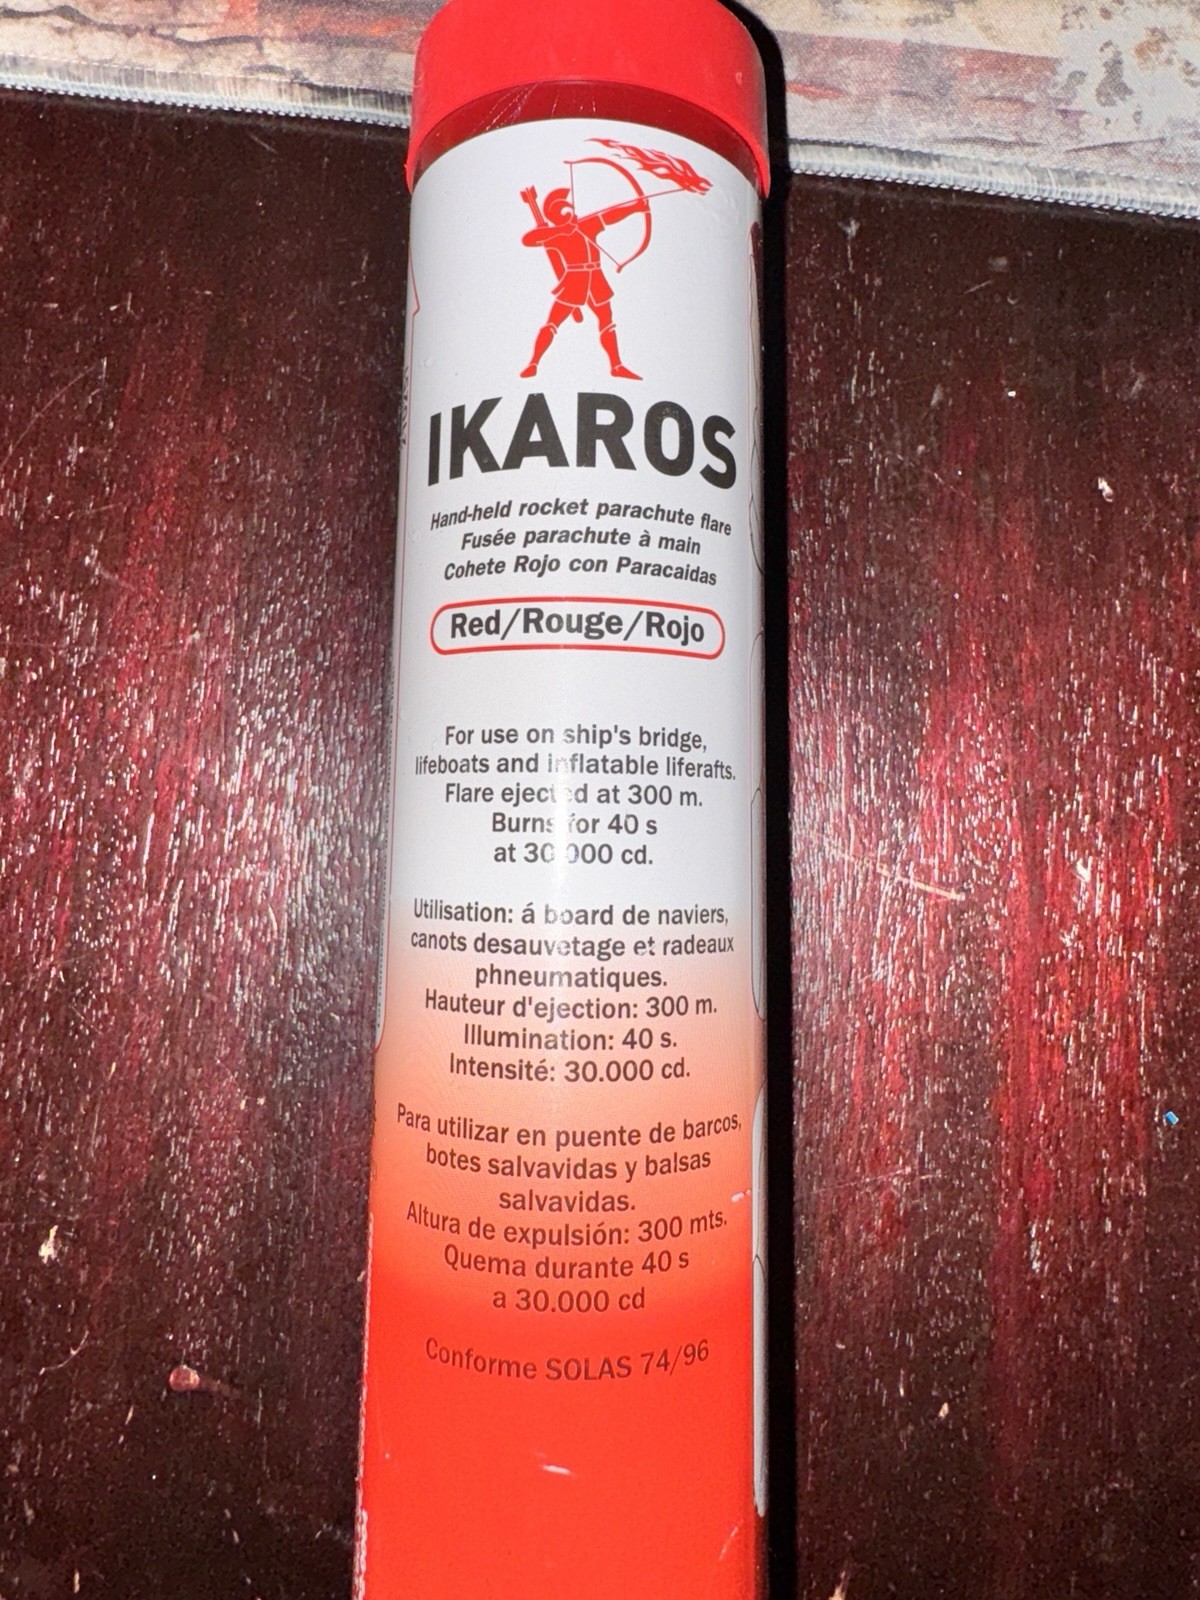 IKAROS
Hand-held rocket parachute flare
Fusée parachute à main
Cohete Rojo con Paracaidas
Red/Rouge/Rojo
For use on ship's bridge,
lifeboats and inflatable liferafts.
Flare ejected at 300 m.
Burns for 40 s
at 30 000 cd.
Utilisation: á board de naviers,
canots desauvetage et radeaux
phneumatiques.
Hauteur d'ejection: 300 m.
Illumination: 40 s.
Intensité: 30.000 cd.
Para utilizar en puente de barcos,
botes salvavidas y balsas
salvavidas.
Altura de expulsión: 300 mts.
Quema durante 40 s
a 30.000 cd
Conforme SOLAS 74/96